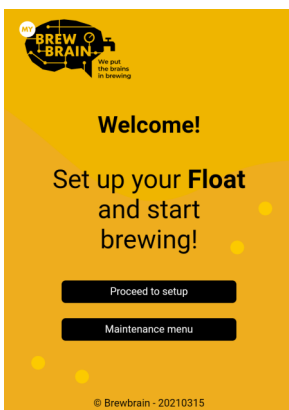 MY
BREW
BRAIN
We put
the brains
in brewing
Welcome!
Set up your Float
and start
brewing!
Proceed to setup
Maintenance menu
© Brewbrain - 20210315